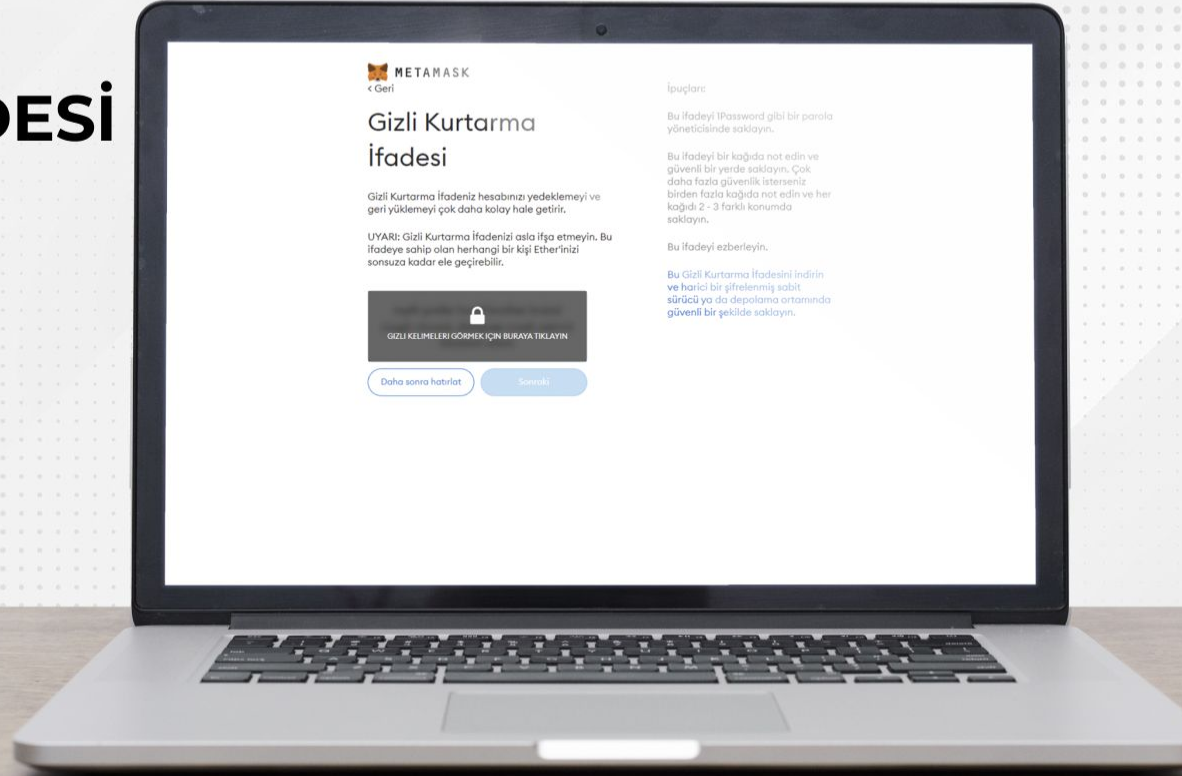 DESİ
METAMASK
< Geri
Gizli Kurtarma
İfadesi
Gizli Kurtarma İfadeniz hesabınızı yedeklemeyi ve
geri yüklemeyi çok daha kolay hale getirir.
UYARI: Gizli Kurtarma İfadenizi asla ifşa etmeyin. Bu
ifadeye sahip olan herhangi bir kişi Ether'inizi
sonsuza kadar ele geçirebilir.
GIZLI KELIMELERI GÖRMEK IÇIN BURAYA TIKLAYIN
Daha sonra hatırlat
Sonraki
İpuçları:
Bu ifadeyi 1Password gibi bir parola
yöneticisinde saklayın.
Bu ifadeyi bir kağıda not edin ve
güvenli bir yerde saklayın. Çok
daha fazla güvenlik isterseniz
birden fazla kağıda not edin ve her
kağıdı 2 - 3 farklı konumda
saklayın.
Bu ifadeyi ezberleyin.
Bu Gizli Kurtarma İfadesini indirin
ve harici bir şifrelenmiş sabit
sürücü ya da depolama ortamında
güvenli bir şekilde saklayın.